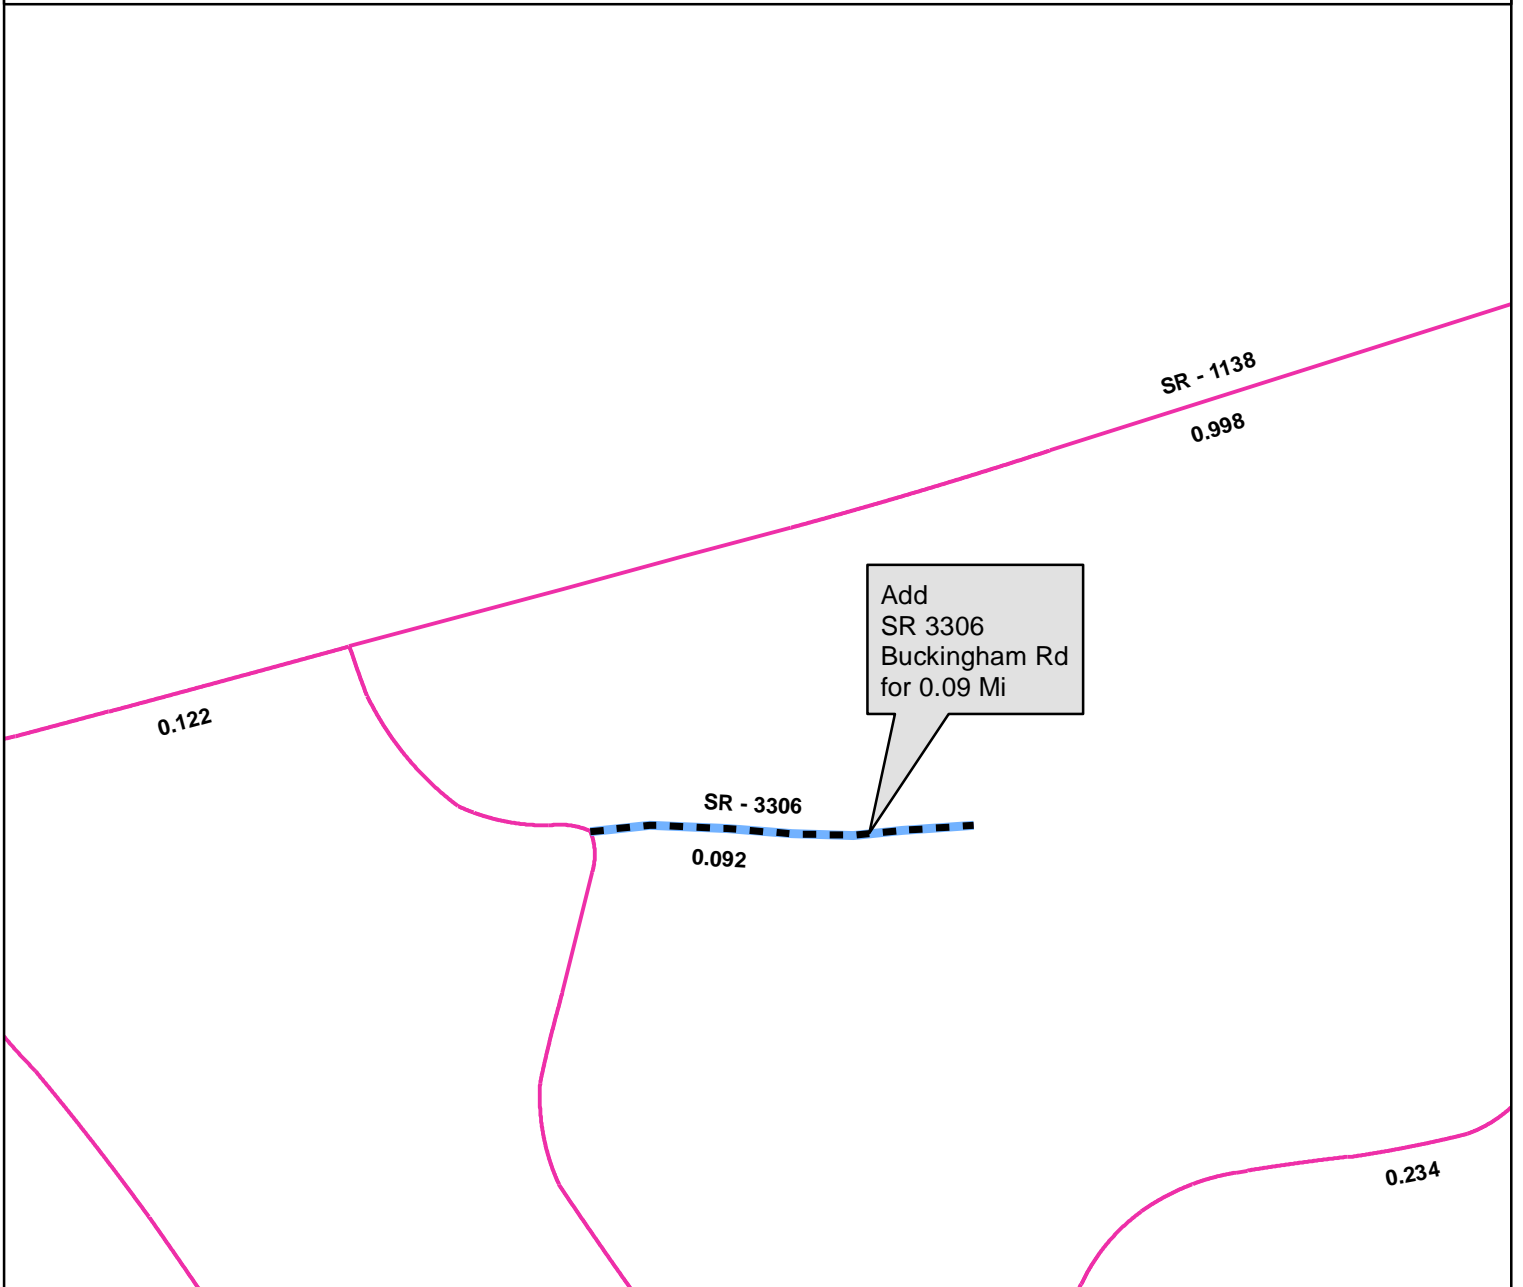 SR - 1138
0.998
Add
SR 3306
Buckingham Rd
for 0.09 Mi
0.122
SR - 3306
0.092
0.234